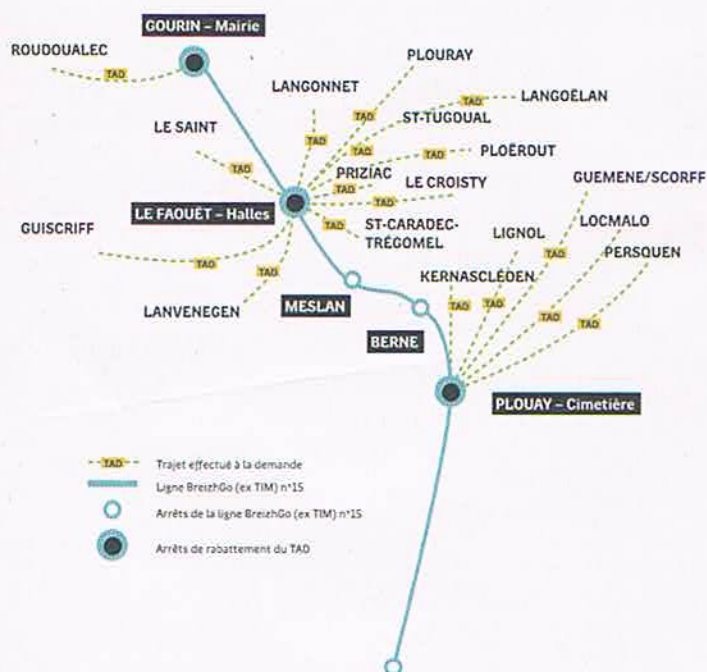 GOURIN – Mairie
ROUDOUALEC
TAD
PLOURAY
LANGONNET
TAD
TAD
LANGOËLAN
ST-TUGOUAL
LE SAINT
TAD
TAD
TAD
TAD
PLOËROUT
PRIZÍAC
TAD
LE CROISTY
TAD
GUEMENE/SCORFF
LE FAOUËT – Halles
TAD
ST-CARADEC-
TRÉGOMEL
LIGNOL
LOCMALO
GUISCRIFF
TAD
TAD
PERSQUEN
TAD
KERNASCLÉDEN
LANVENEGEN
MESLAN
TAD
TAD
TAD
TAD
BERNE
PLOUAY – Cimetière
TAD
Trajet effectué à la demande
Ligne BreizhGo (ex TIM) n°15
Arrêts de la ligne BreizhGo (ex TIM) n°15
Arrêts de rabattement du TAD